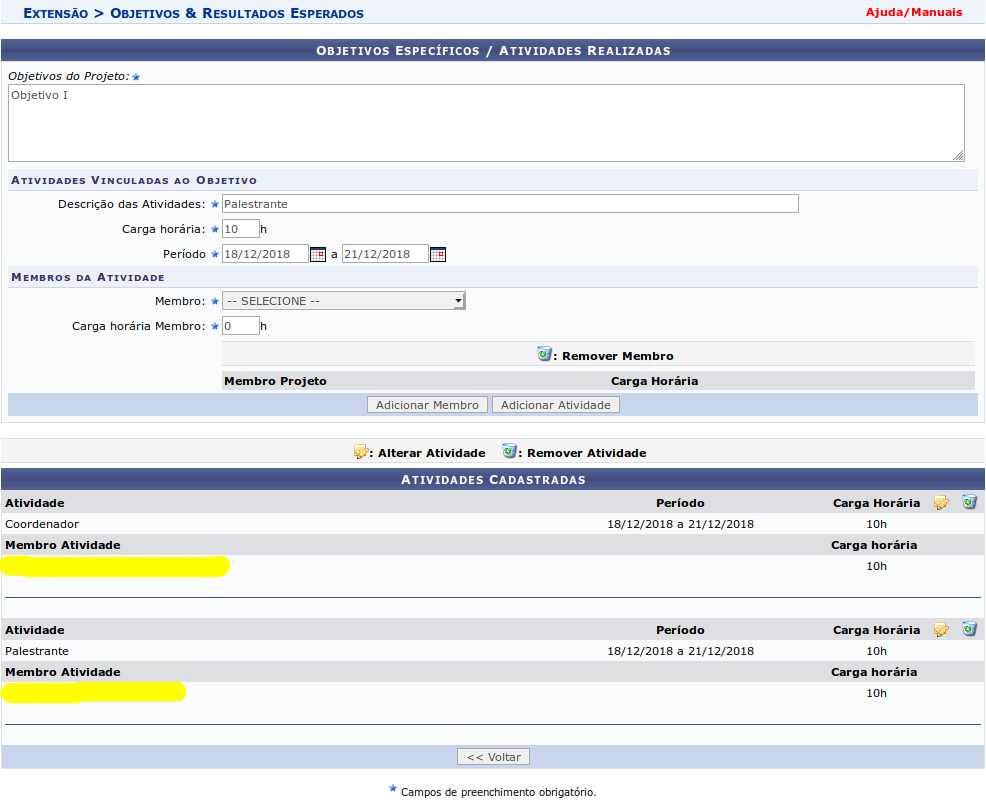 Extensão > Objetivos & Resultados Esperados
Ajuda/Manuais
Objetivos Específicos / Atividades Realizadas
Objetivos do Projeto:
Objetivo I
Atividades Vinculadas ao Objetivo
Descrição das Atividades: Palestrante
Carga horária: 10 h
Período 18/12/2018 a 21/12/2018
Membros da Atividade
Membro: -- SELECIONE --
Carga horária Membro: 0 h
: Remover Membro
Membro Projeto Carga Horária
Adicionar Membro Adicionar Atividade
: Alterar Atividade : Remover Atividade
Atividades Cadastradas
Atividade Período Carga Horária
Coordenador 18/12/2018 a 21/12/2018 10h
Membro Atividade Carga horária
10h
Atividade Período Carga Horária
Palestrante 18/12/2018 a 21/12/2018 10h
Membro Atividade Carga horária
10h
<< Voltar
Campos de preenchimento obrigatório.